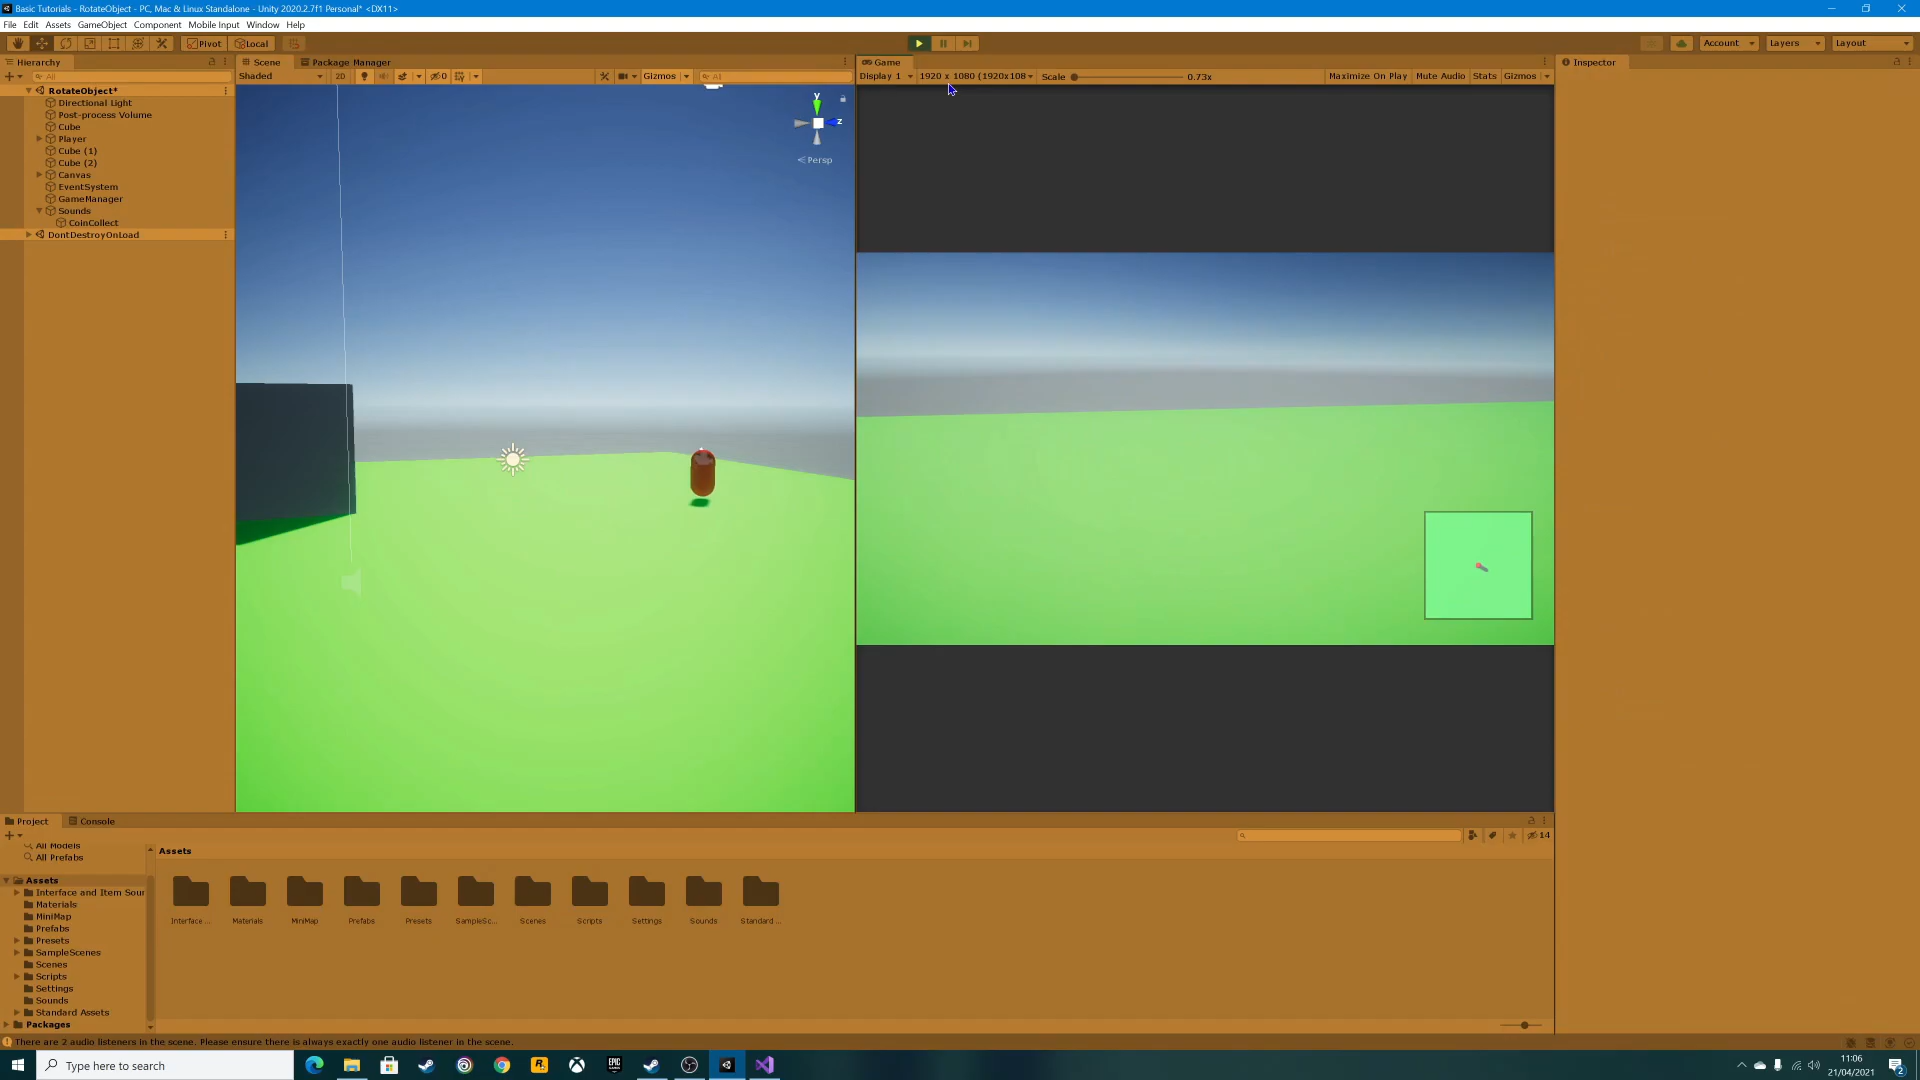 Basic Tutorials - RotateObject - PC, Mac & Linux Standalone - Unity 2020.2.7f1 Personal* <DX11>
File Edit Assets GameObject Component Mobile Input Window Help
Pivot Local Account Layers Layout
Hierarchy Scene Package Manager Game Inspector
All Shaded 2D 0 Gizmos All Display 1 1920 x 1080 (1920x108 Scale 0.73x Maximize On Play Mute Audio Stats Gizmos
RotateObject*
Directional Light
Post-process Volume
Cube
Player
Cube (1)
Cube (2)
Canvas
EventSystem
GameManager
Sounds
CoinCollect
DontDestroyOnLoad
y
z
Persp
Project Console
14
All Models
All Prefabs
Assets
Interface and Item Sour
Materials
MiniMap
Prefabs
Presets
SampleScenes
Scenes
Scripts
Settings
Sounds
Standard Assets
Packages
Assets
Interface ... Materials MiniMap Prefabs Presets SampleSc... Scenes Scripts Settings Sounds Standard ...
There are 2 audio listeners in the scene. Please ensure there is always exactly one audio listener in the scene.
Type here to search
EPIC GAMES
11:06
21/04/2021
2